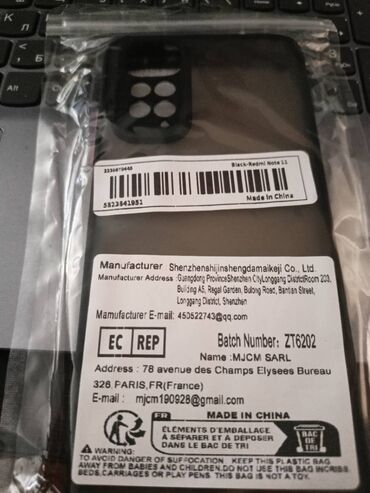 3339679448
Black-Redmi Note 11
5823541951
Made in China
Manufacturer Shenzhenshijinshengdamaikeji Co., Ltd.
Manufacturer Address :Guangdong ProvinceShenzhen CityLonggang DistrictRoom 203,
Building A5, Regal Garden, Bulong Road, Bantian Street,
Longgang District, Shenzhen
Manufacturer E-mail: 450522743@qq.com
EC REP
Batch Number: ZT6202
Name :MJCM SARL
Address : 78 avenue des Champs Elysees Bureau
326,PARIS,FR(France)
E-mail : mjcm190928@gmail.com
FR
MADE IN CHINA
ÉLÉMENTS D'EMBALLAGE
À SÉPARER ET À DÉPOSER
DANS LE BAC DE TRI
BAC
DE TRI
WARNING:
TO AVOID DANGER OF SUFFOCATION, KEEP THIS PLASTIC BAG
AWAY FROM BABIES AND CHILDREN.DO NOT USE THIS BAG IN CRIBS
BEDS,CARRIAGES OR PLAY PENS. THIS BAG IS NOT A TOY.